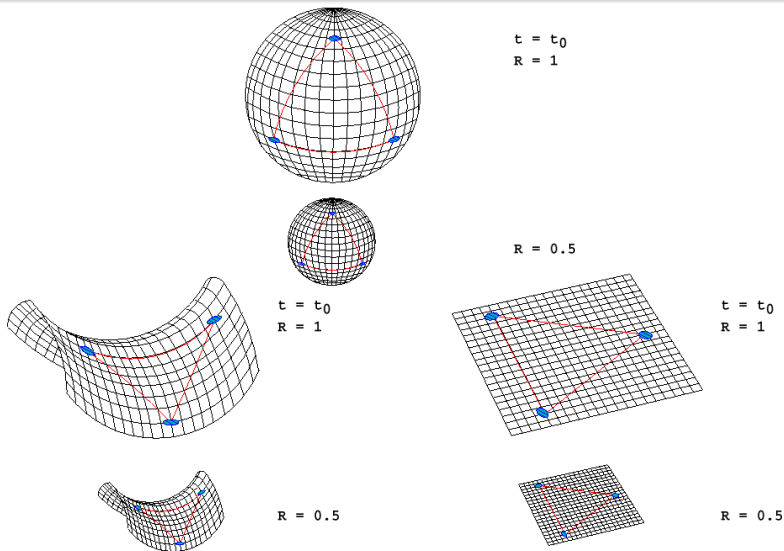 t = t0
R = 1
R = 0.5
t = t0
R = 1
t = t0
R = 1
R = 0.5
R = 0.5